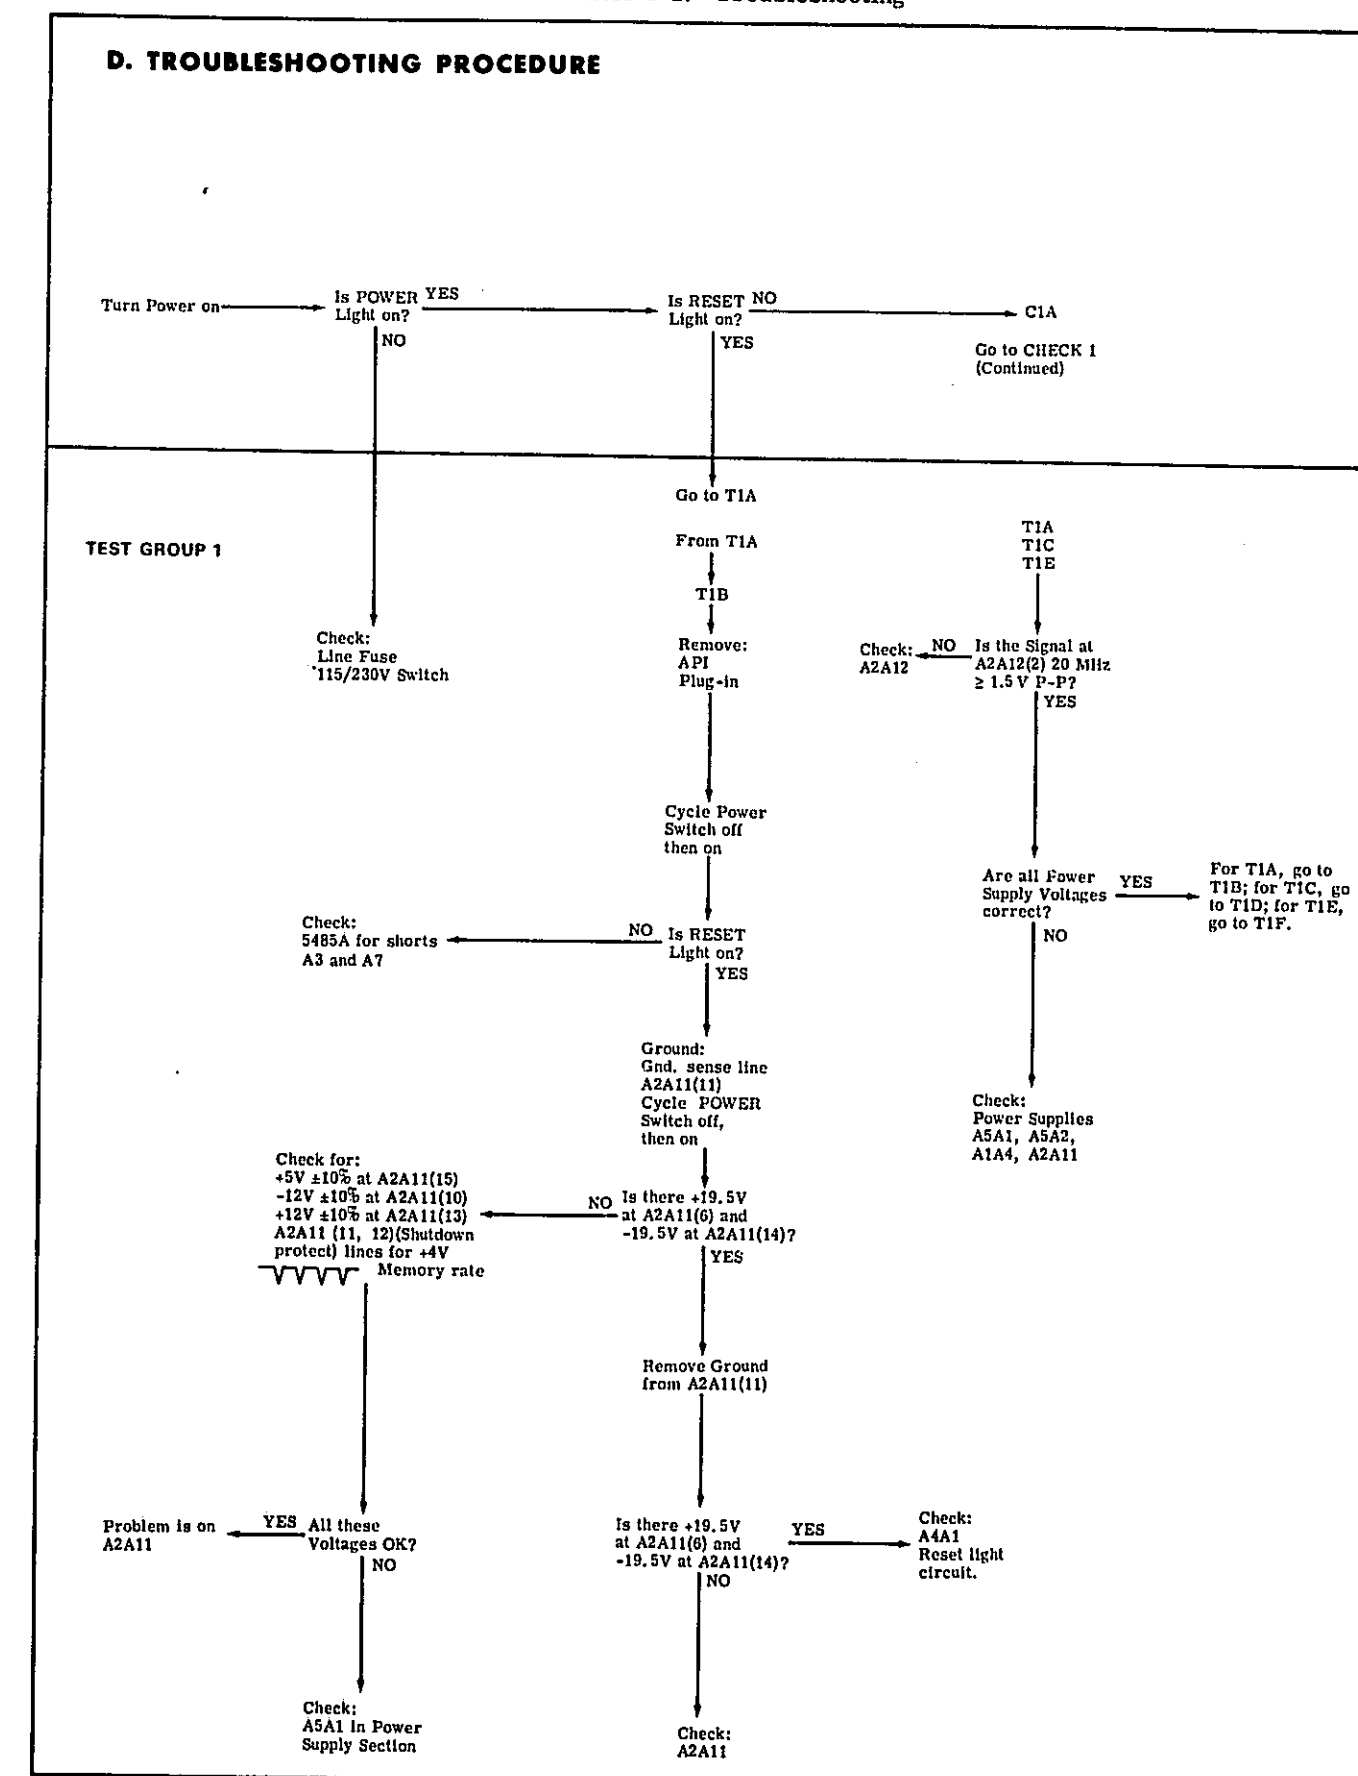 Troubleshooting
D. TROUBLESHOOTING PROCEDURE
Turn Power on
Is POWER
Light on?
YES
NO
Is RESET
Light on?
NO
YES
C1A
Go to CHECK 1
(Continued)
TEST GROUP 1
Check:
Line Fuse
115/230V Switch
Go to T1A
From T1A
T1B
Remove:
API
Plug-in
Cycle Power
Switch off
then on
Is RESET
Light on?
NO
YES
Check:
5485A for shorts
A3 and A7
Ground:
Gnd. sense line
A2A11(11)
Cycle POWER
Switch off,
then on
Is there +19.5V
at A2A11(6) and
-19.5V at A2A11(14)?
NO
YES
Check for:
+5V ±10% at A2A11(15)
-12V ±10% at A2A11(10)
+12V ±10% at A2A11(13)
A2A11 (11, 12)(Shutdown
protect) lines for +4V
Memory rate
All these
Voltages OK?
YES
NO
Problem is on
A2A11
Check:
A5A1 in Power
Supply Section
Remove Ground
from A2A11(11)
Is there +19.5V
at A2A11(6) and
-19.5V at A2A11(14)?
YES
NO
Check:
A4A1
Reset light
circuit.
Check:
A2A11
T1A
T1C
T1E
Is the Signal at
A2A12(2) 20 MHz
≥ 1.5 V P-P?
NO
YES
Check:
A2A12
Are all Power
Supply Voltages
correct?
YES
NO
For T1A, go to
T1B; for T1C, go
to T1D; for T1E,
go to T1F.
Check:
Power Supplies
A5A1, A5A2,
A1A4, A2A11